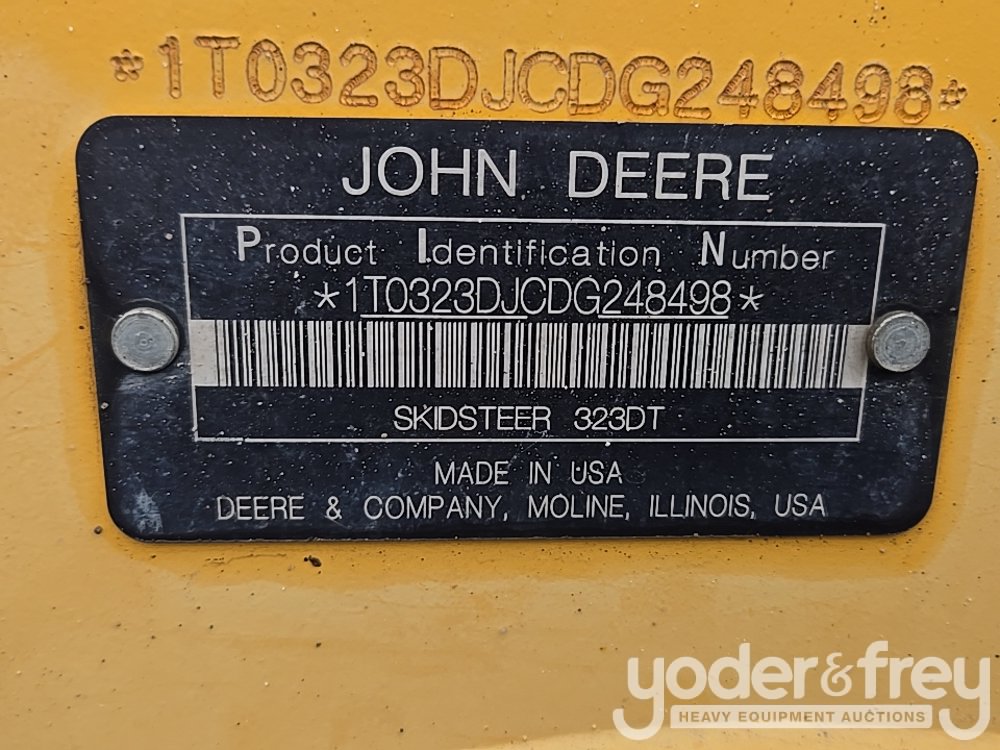 *1T0323DJCDG248498*
JOHN DEERE
Product Identification Number
*1T0323DJCDG248498*
SKIDSTEER 323DT
MADE IN USA
DEERE & COMPANY, MOLINE, ILLINOIS, USA
yoder&frey
HEAVY EQUIPMENT AUCTIONS